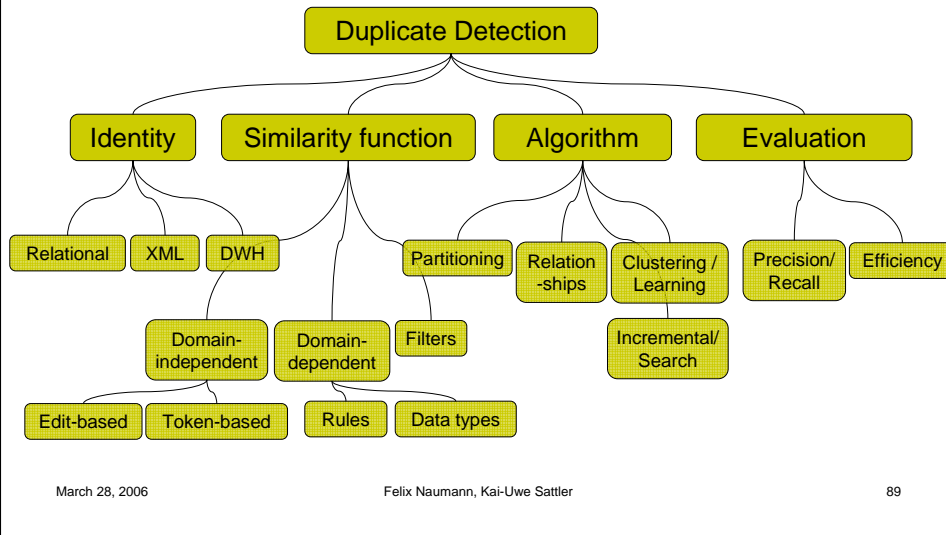 Duplicate Detection
Identity
Similarity function
Algorithm
Evaluation
Relational
XML
DWH
Partitioning
Relation
-ships
Clustering /
Learning
Precision/
Recall
Efficiency
Domain-
independent
Domain-
dependent
Filters
Incremental/
Search
Edit-based
Token-based
Rules
Data types
March 28, 2006
Felix Naumann, Kai-Uwe Sattler
89